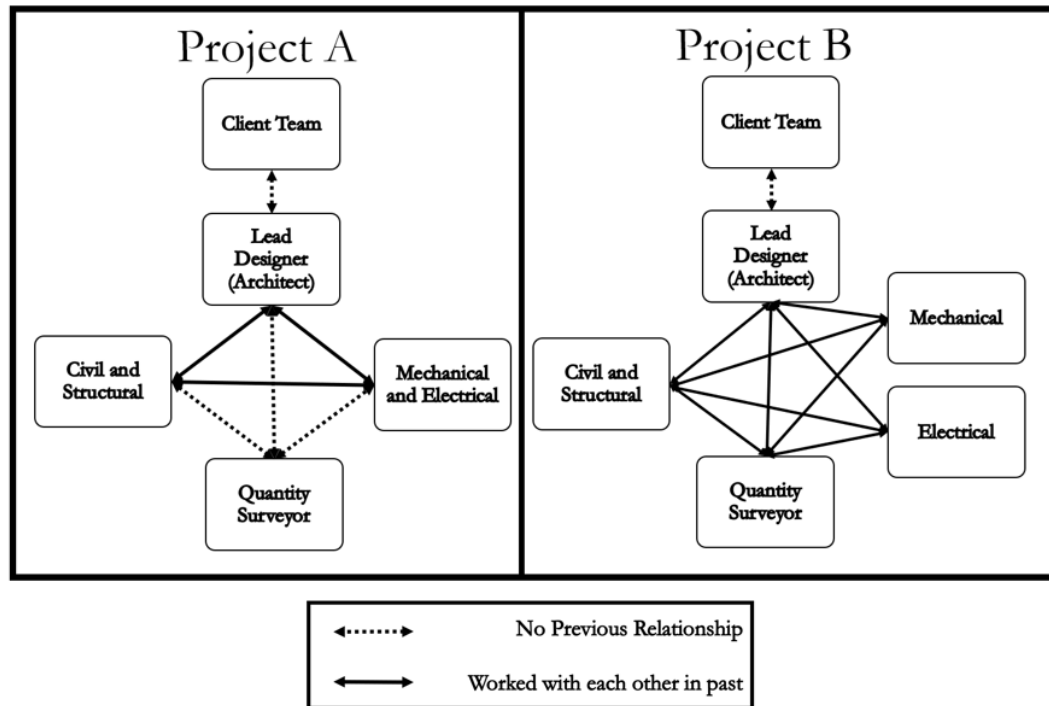 Project A
Client Team
Lead
Designer
(Architect)
Civil and
Structural
Mechanical
and Electrical
Quantity
Surveyor
Project B
Client Team
Lead
Designer
(Architect)
Mechanical
Civil and
Structural
Electrical
Quantity
Surveyor
No Previous Relationship
Worked with each other in past